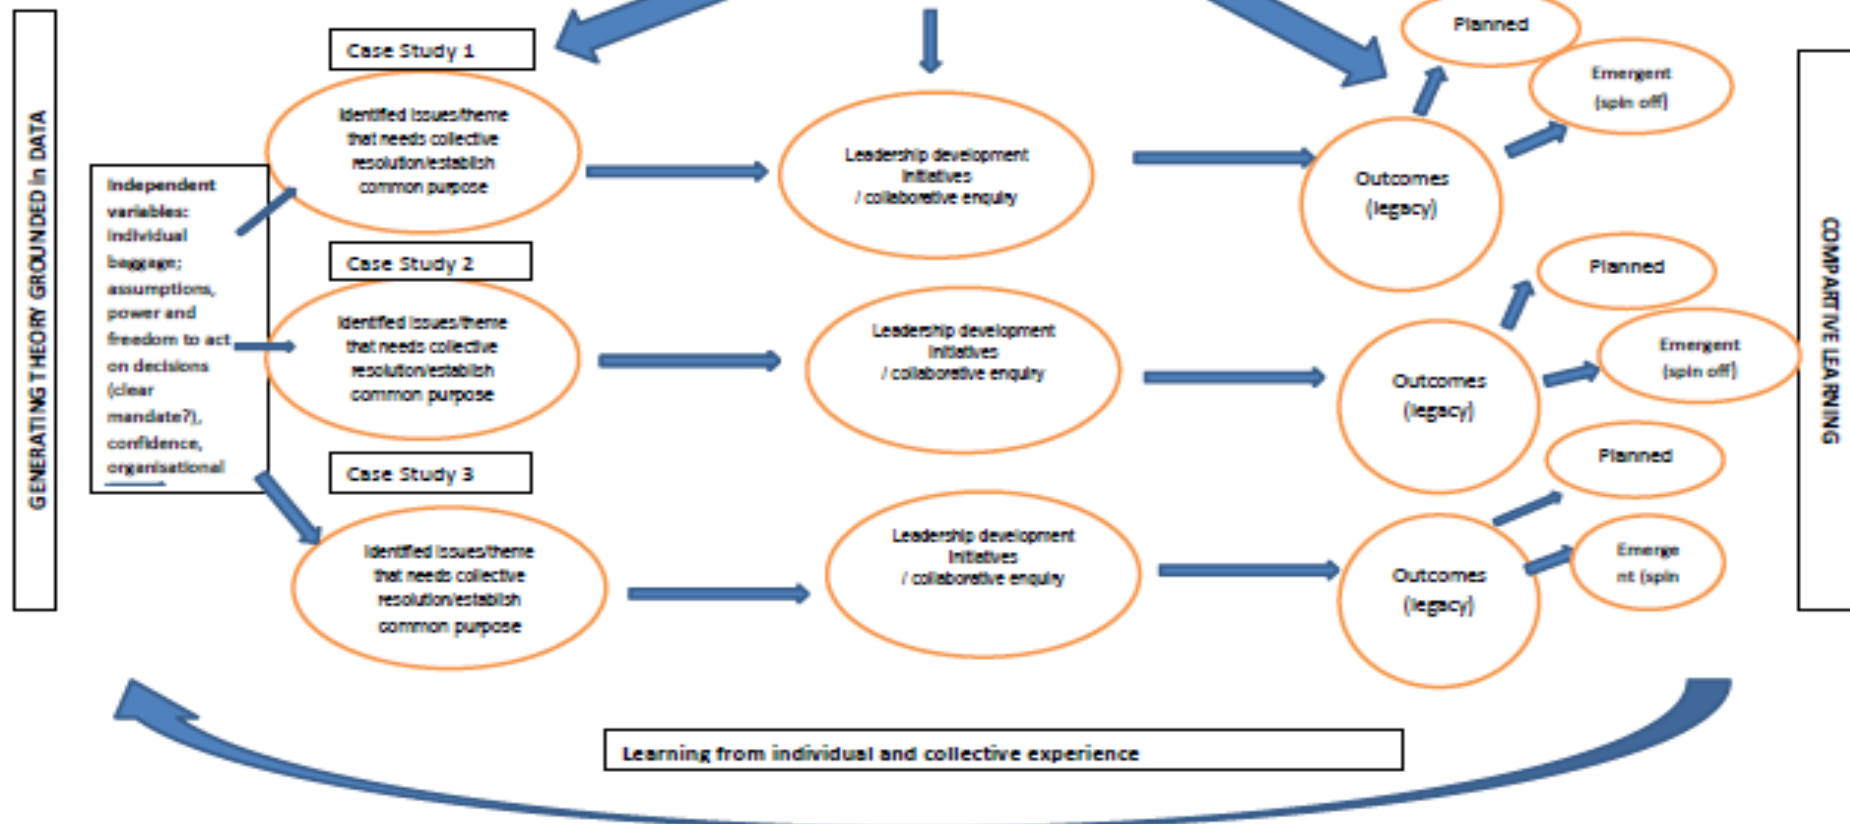 GENERATING THEORY GROUNDED in DATA
Independent
variables:
individual
baggage;
assumptions,
power and
freedom to act
on decisions
(clear
mandate?),
confidence,
organisational
Case Study 1
Identified issues/theme
that needs collective
resolution/establish
common purpose
Leadership development
Initiatives
/ collaborative enquiry
Outcomes
(legacy)
Planned
Emergent
(spin off)
Case Study 2
Identified issues/theme
that needs collective
resolution/establish
common purpose
Leadership development
Initiatives
/ collaborative enquiry
Outcomes
(legacy)
Planned
Emergent
(spin off)
Case Study 3
Identified issues/theme
that needs collective
resolution/establish
common purpose
Leadership development
Initiatives
/ collaborative enquiry
Outcomes
(legacy)
Planned
Emerge
nt (spin
COMPARTIVE LEARNING
Learning from individual and collective experience